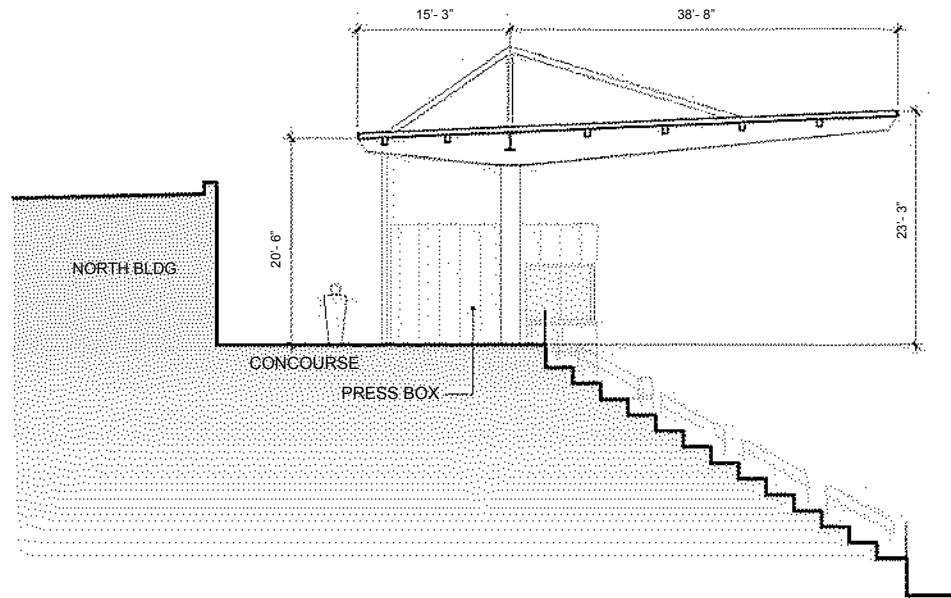 15'- 3"
38'- 8"
20'- 6"
23'- 3"
NORTH BLDG
CONCOURSE
PRESS BOX